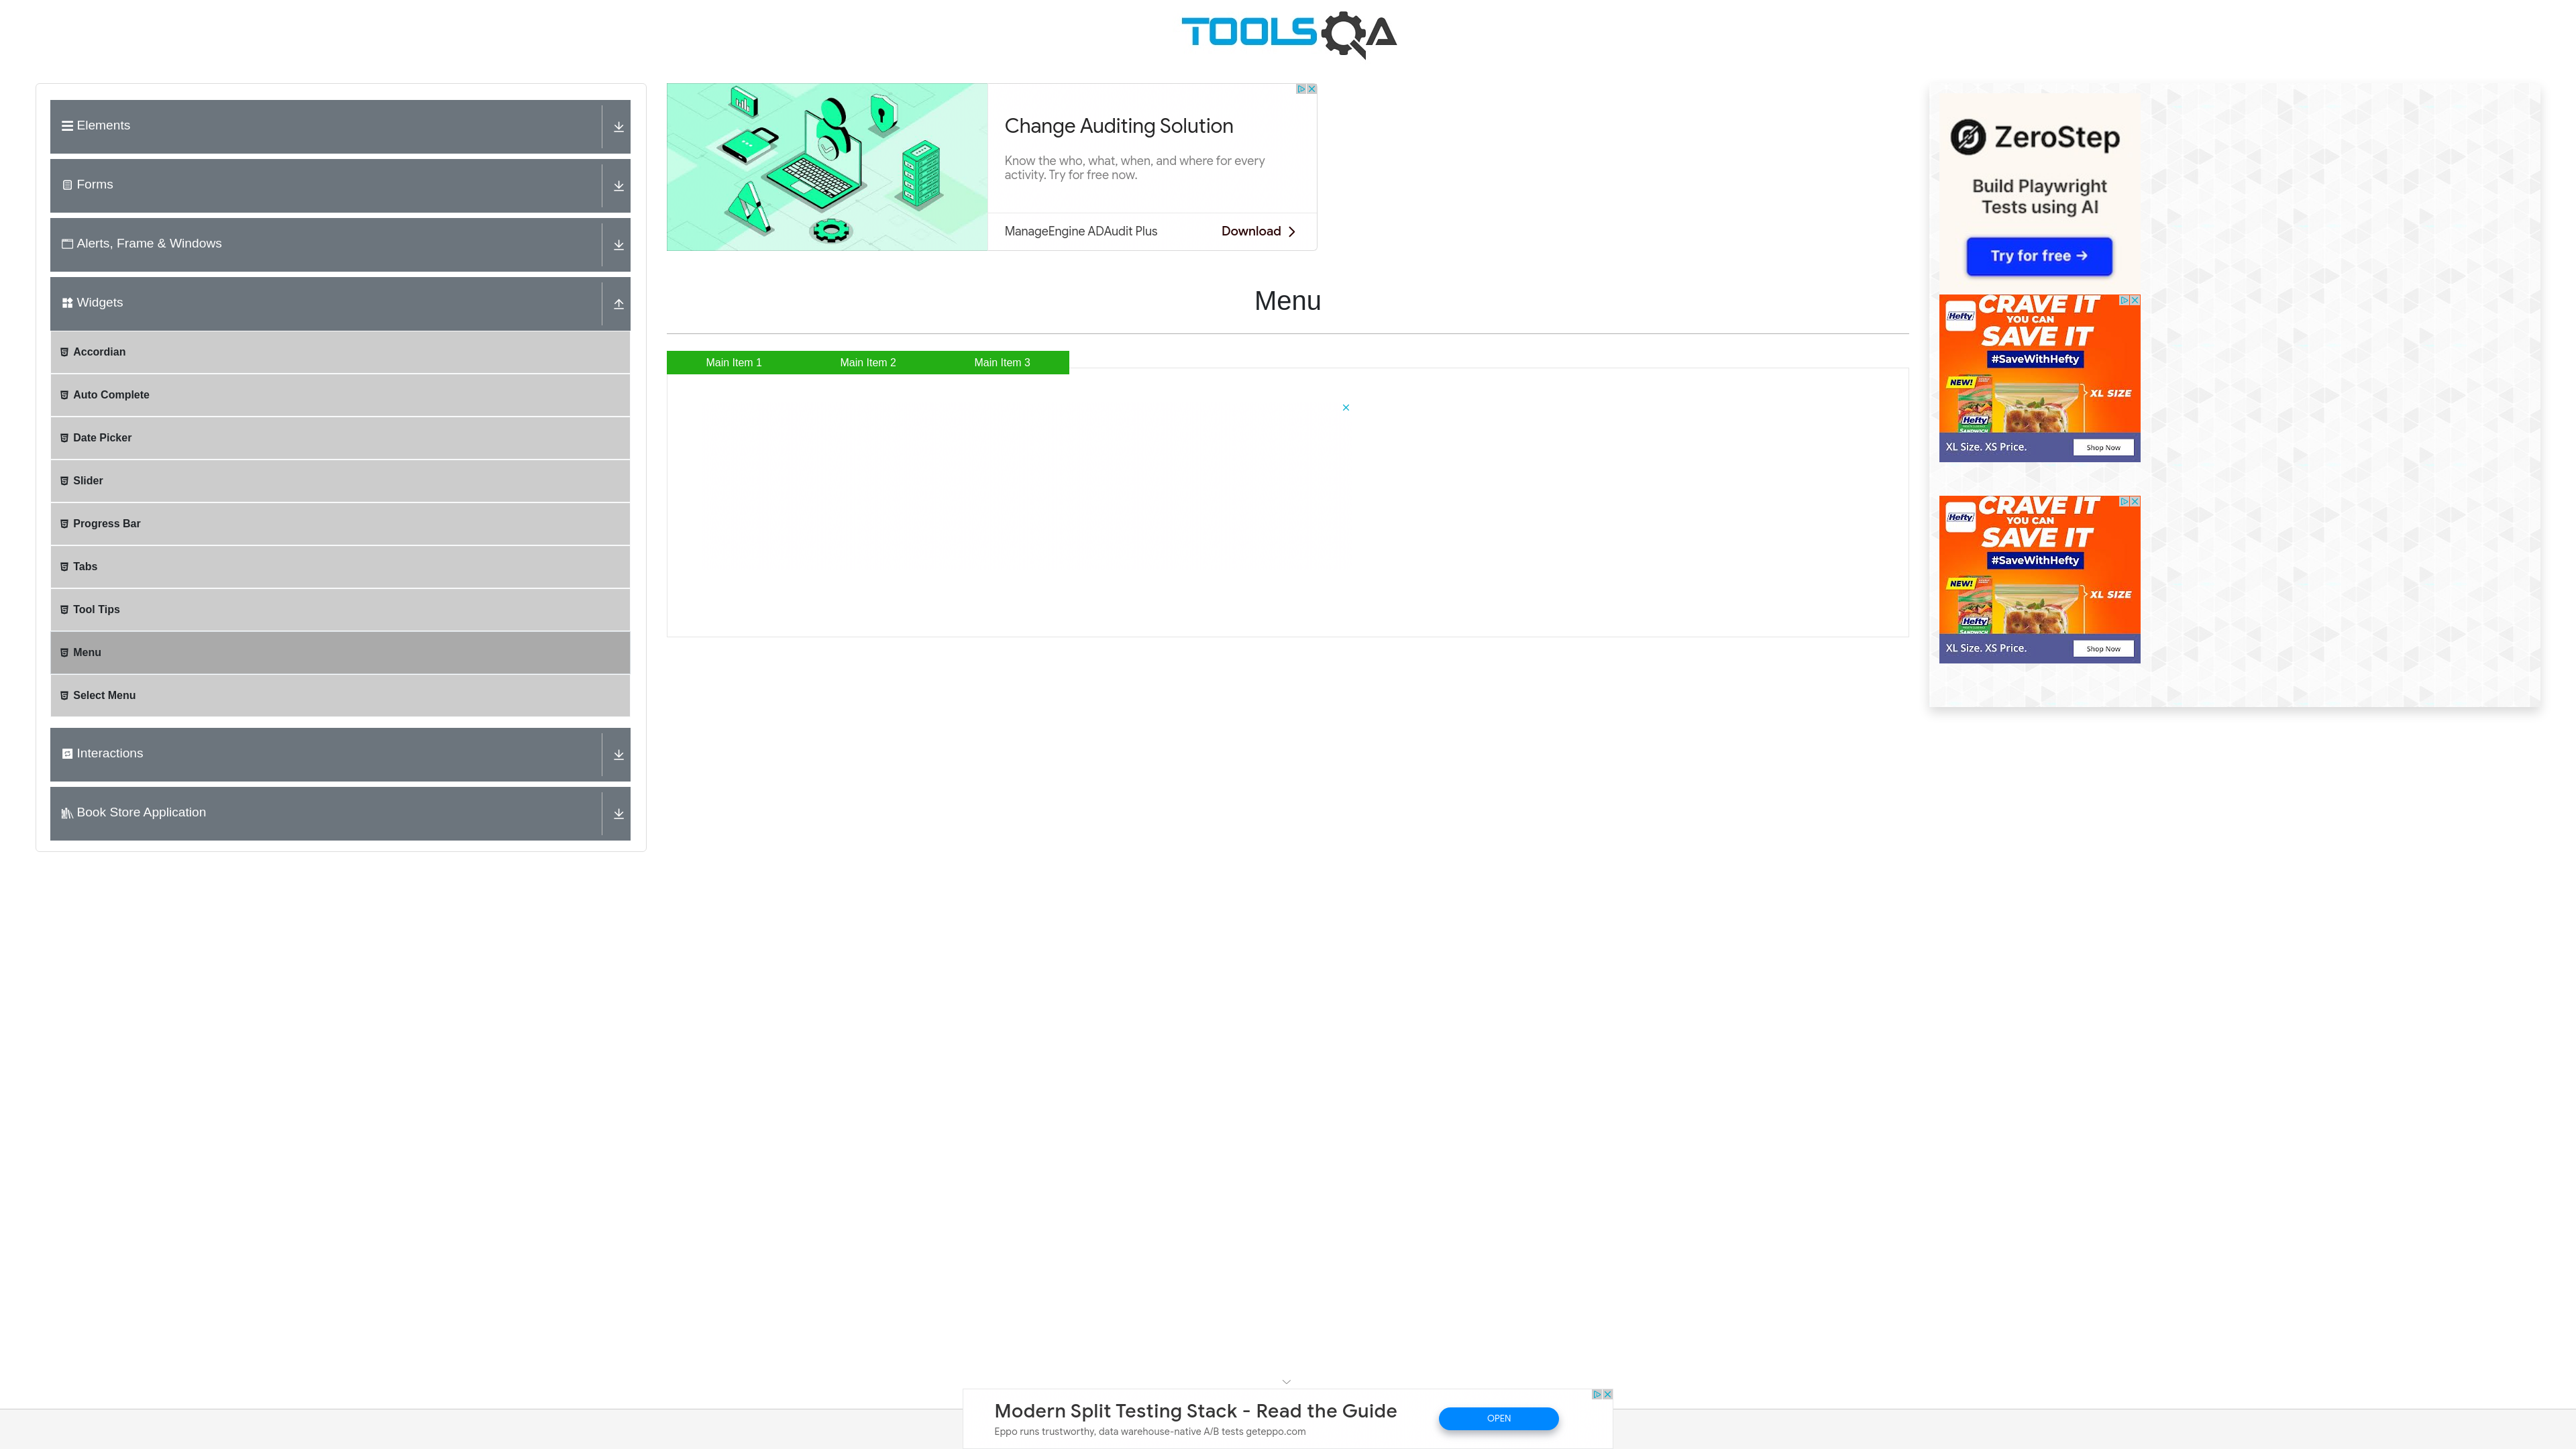 TOOLSQA
Elements
Forms
Alerts, Frame & Windows
Widgets
Accordian
Auto Complete
Date Picker
Slider
Progress Bar
Tabs
Tool Tips
Menu
Select Menu
Interactions
Book Store Application
Change Auditing Solution
Know the who, what, when, and where for every
activity. Try for free now.
ManageEngine ADAudit Plus
Download
Menu
Main Item 1
Main Item 2
Main Item 3
ZeroStep
Build Playwright
Tests using AI
Try for free →
Hefty
CRAVE IT
YOU CAN
SAVE IT
#SaveWithHefty
NEW!
XL SIZE
Hefty
SANDWICH
XL Size. XS Price.
Shop Now
Hefty
CRAVE IT
YOU CAN
SAVE IT
#SaveWithHefty
NEW!
XL SIZE
Hefty
SANDWICH
XL Size. XS Price.
Shop Now
Modern Split Testing Stack - Read the Guide
Eppo runs trustworthy, data warehouse-native A/B tests geteppo.com
OPEN